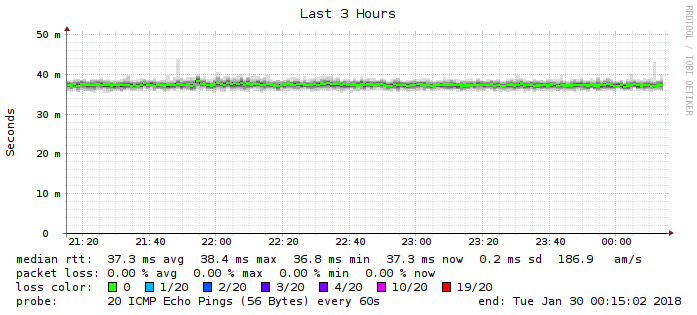 Last 3 Hours
RRDTOOL / TOBI OETIKER
Seconds
50 m
40 m
30 m
20 m
10 m
0
21:20 21:40 22:00 22:20 22:40 23:00 23:20 23:40 00:00
median rtt: 37.3 ms avg 38.4 ms max 36.8 ms min 37.3 ms now 0.2 ms sd 186.9 am/s
packet loss: 0.00 % avg 0.00 % max 0.00 % min 0.00 % now
loss color: 0 1/20 2/20 3/20 4/20 10/20 19/20
probe: 20 ICMP Echo Pings (56 Bytes) every 60s end: Tue Jan 30 00:15:02 2018